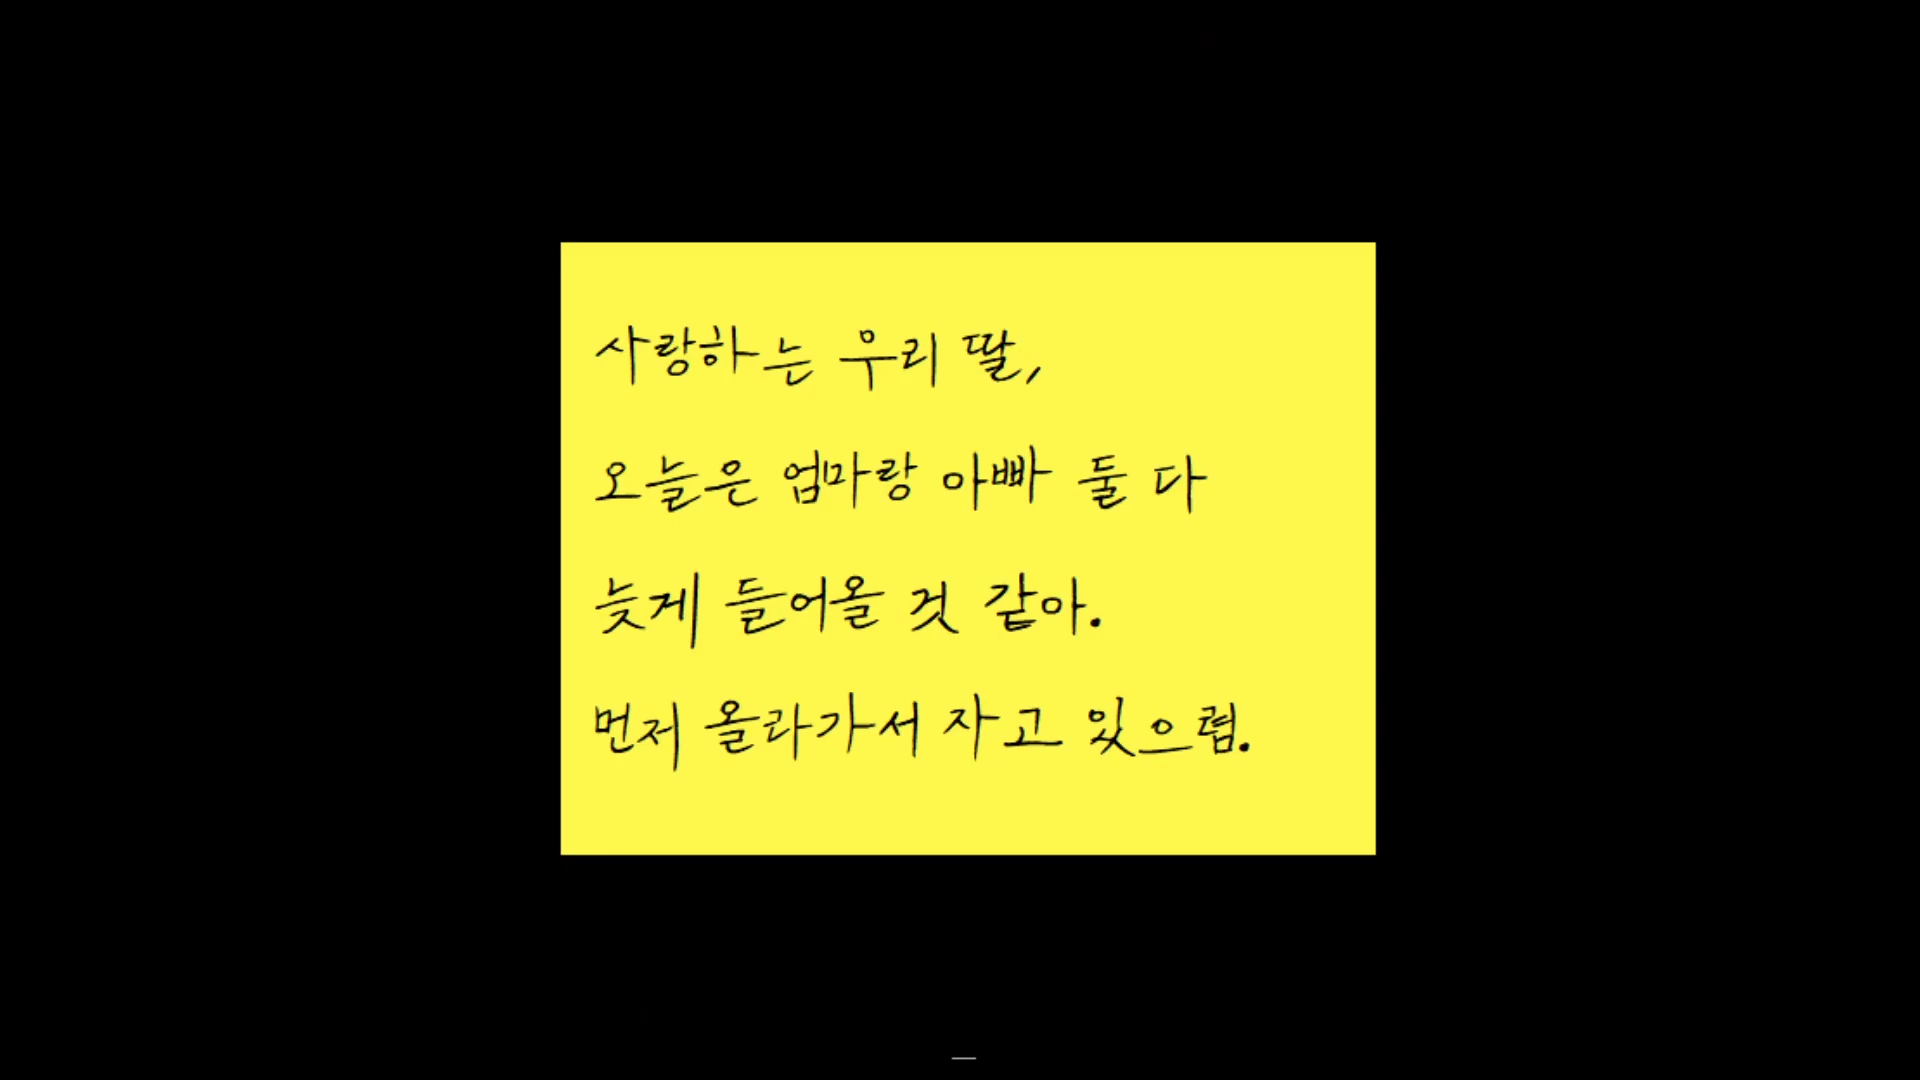 사랑하는 우리 딸,
오늘은 엄마랑 아빠 둘 다
늦게 들어올 것 같아.
먼저 올라가서 자고 있으렴.